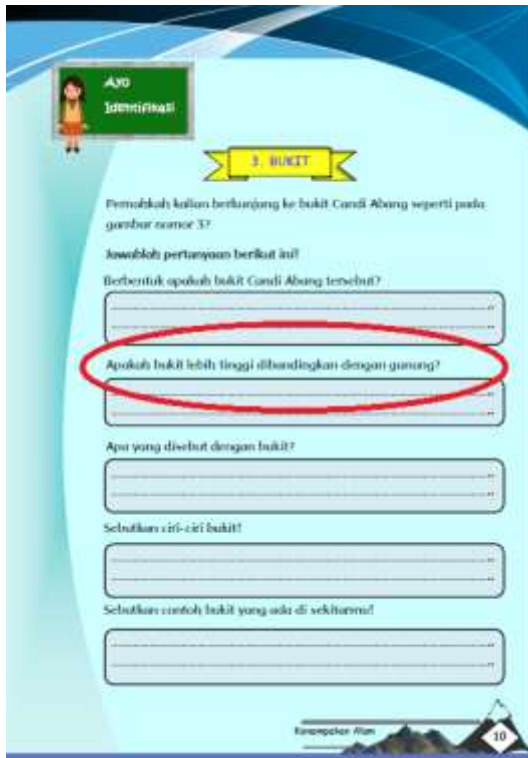 Ayo
Identifikasi
3. BUKIT
Pernahkah kalian berkunjung ke bukit Candi Abang seperti pada
gambar nomor 3?
Jawablah pertanyaan berikut ini!
Berbentuk apakah bukit Candi Abang tersebut?
Apakah bukit lebih tinggi dibandingkan dengan gunung?
Apa yang disebut dengan bukit?
Sebutkan ciri-ciri bukit!
Sebutkan contoh bukit yang ada di sekitarmu!
Kenampakan Alam
10